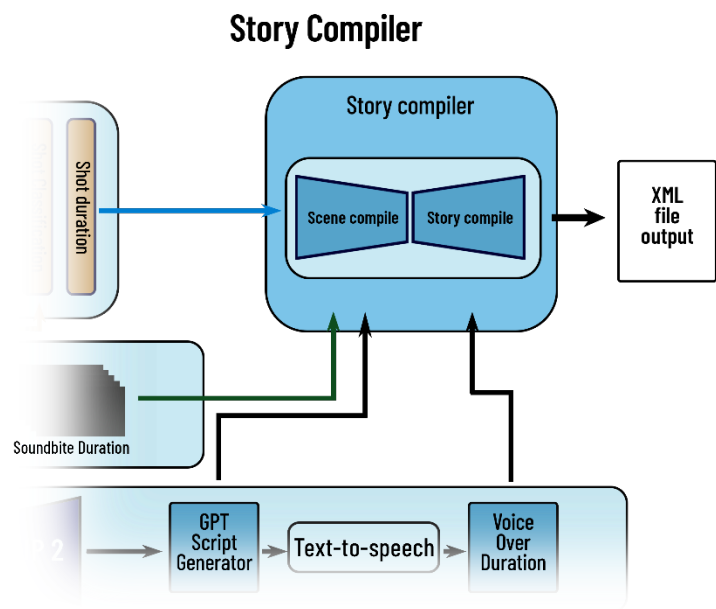 Story Compiler
Story compiler
Shot duration
Scene compile
Story compile
XML
file
output
Soundbite Duration
2
GPT
Script
Generator
Text-to-speech
Voice
Over
Duration